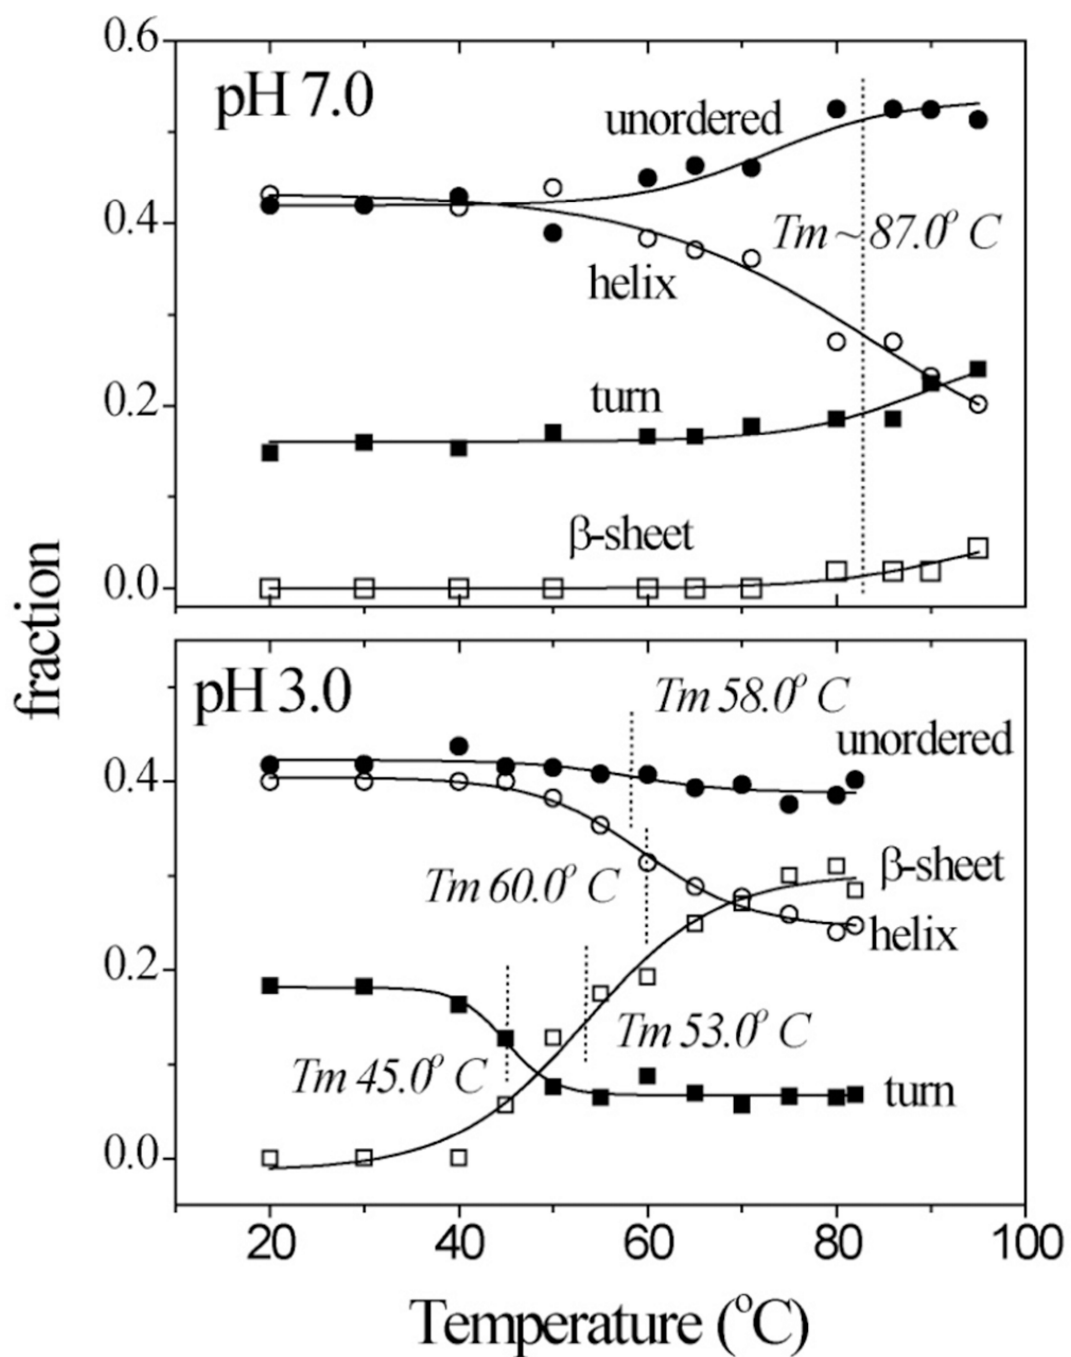 0.6
pH 7.0
unordered
0.4
Tm ~ 87.0° C
helix
turn
0.2
β-sheet
0.0
fraction
pH 3.0
Tm 58.0° C
unordered
0.4
β-sheet
Tm 60.0° C
helix
0.2
Tm 53.0° C
Tm 45.0° C
turn
0.0
20 40 60 80 100
Temperature (°C)